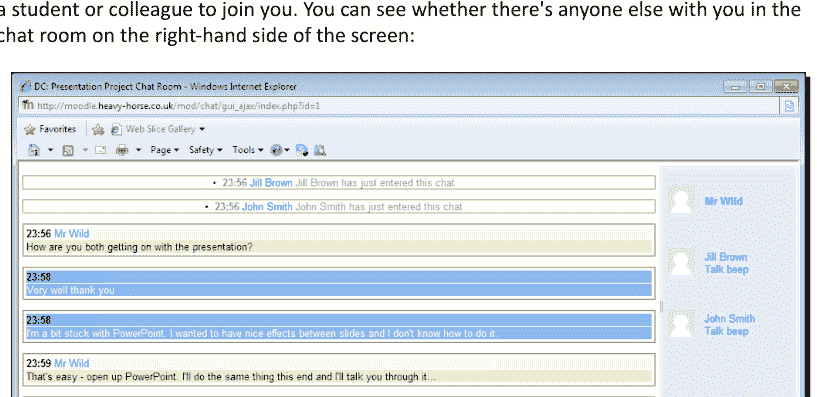 a student or colleague to join you. You can see whether there's anyone else with you in the
chat room on the right-hand side of the screen:
DC: Presentation Project Chat Room - Windows Internet Explorer
http://moodle.heavy-horse.co.uk/mod/chat/gui_ajax/index.php?id=1
Favorites Web Slice Gallery
Page Safety Tools
• 23:56 Jill Brown Jill Brown has just entered this chat
• 23:56 John Smith John Smith has just entered this chat
23:56 Mr Wild
How are you both getting on with the presentation?
23:58
Very well thank you
23:58
I'm a bit stuck with PowerPoint. I wanted to have nice effects between slides and I don't know how to do it.
23:59 Mr Wild
That's easy - open up PowerPoint. I'll do the same thing this end and I'll talk you through it...
Mr Wild
Jill Brown
Talk beep
John Smith
Talk beep